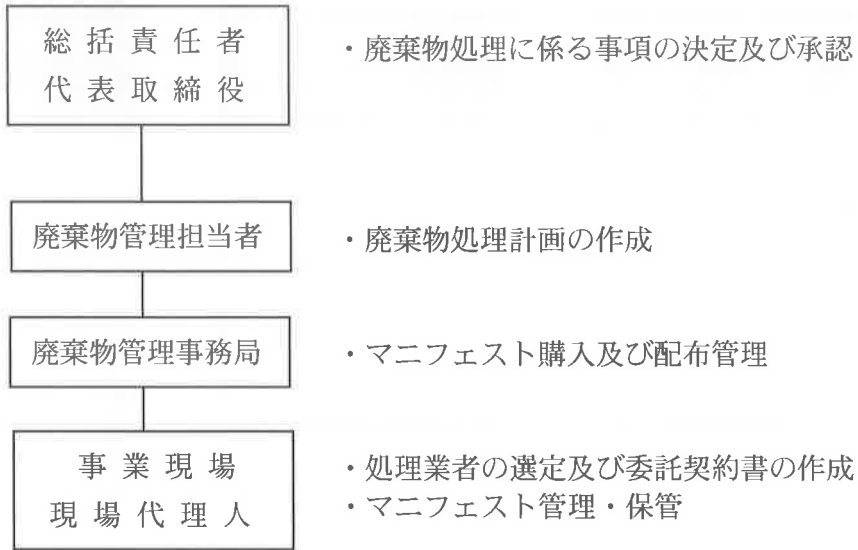 総括責任者
代表取締役
・廃棄物処理に係る事項の決定及び承認
廃棄物管理担当者
・廃棄物処理計画の作成
廃棄物管理事務局
・マニフェスト購入及び配布管理
事業現場
現場代理人
・処理業者の選定及び委託契約書の作成
・マニフェスト管理・保管